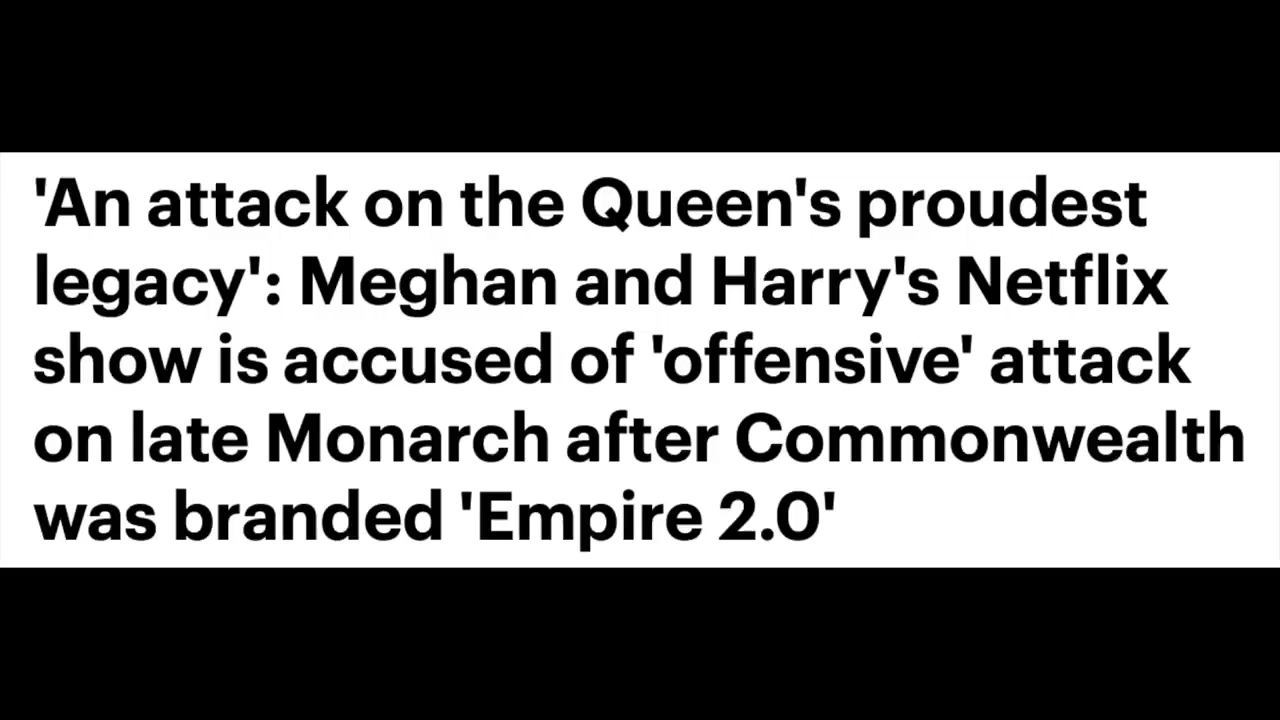 'An attack on the Queen's proudest
legacy': Meghan and Harry's Netflix
show is accused of 'offensive' attack
on late Monarch after Commonwealth
was branded 'Empire 2.0'